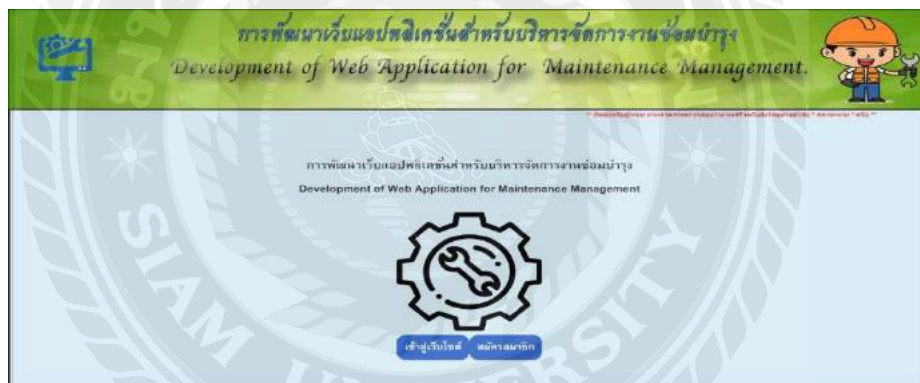 การพัฒนาเว็บแอปพลิเคชั่นสำหรับบริหารจัดการงานซ่อมบำรุง
Development of Web Application for Maintenance Management.
การพัฒนาเว็บแอปพลิเคชั่นสำหรับบริหารจัดการงานซ่อมบำรุง
Development of Web Application for Maintenance Management
เข้าสู่เว็บไซต์ สมัครสมาชิก
SIAM UNIVERSITY